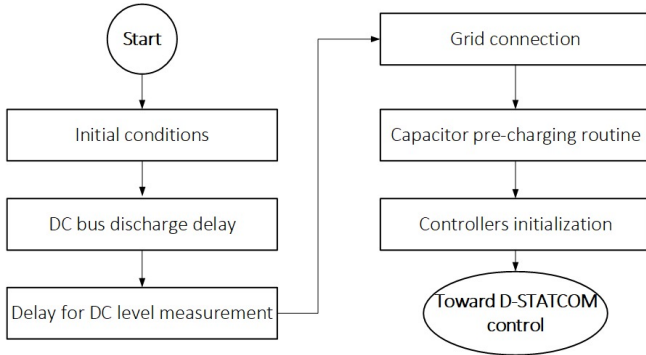 Start
Initial conditions
DC bus discharge delay
Delay for DC level measurement
Grid connection
Capacitor pre-charging routine
Controllers initialization
Toward D-STATCOM
control